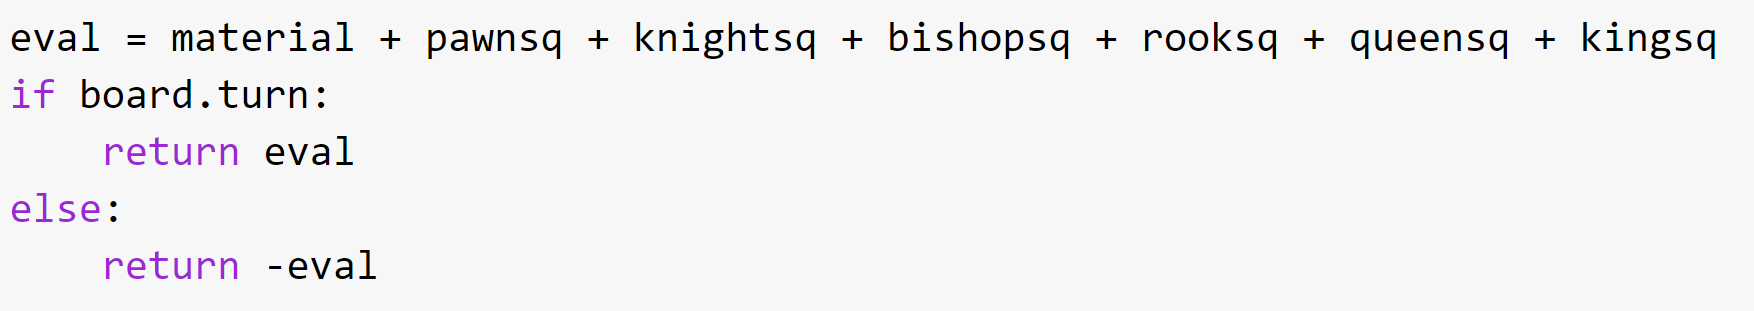 eval = material + pawnsq + knightsq + bishopsq + rooksq + queensq + kingsq
if board.turn:
    return eval
else:
    return -eval